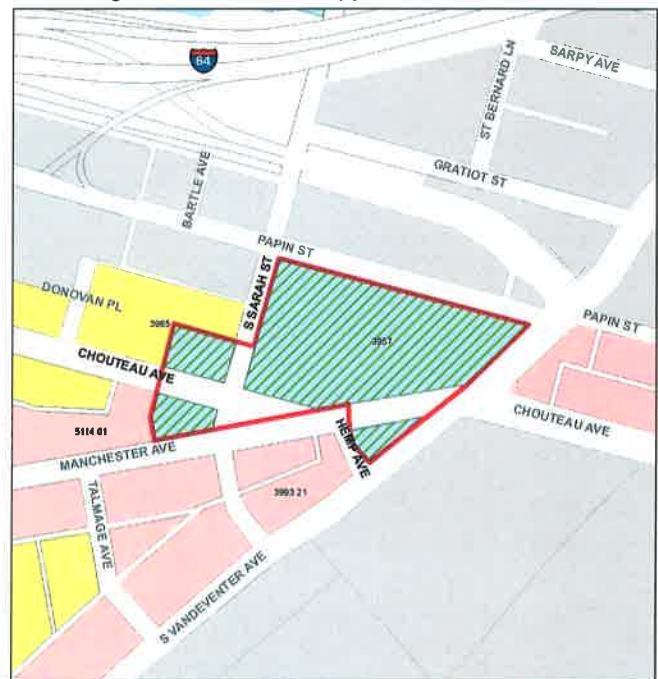 64
SARPY AVE
ST BERNARD LN
GRATIOT ST
BARTLE AVE
PAPIN ST
DONOVAN PL
S SARAH ST
3965
3957
PAPIN ST
CHOUTEAU AVE
CHOUTEAU AVE
5114 01
HEMP AVE
MANCHESTER AVE
3993 21
TALMAGE AVE
S VANDEVENTER AVE